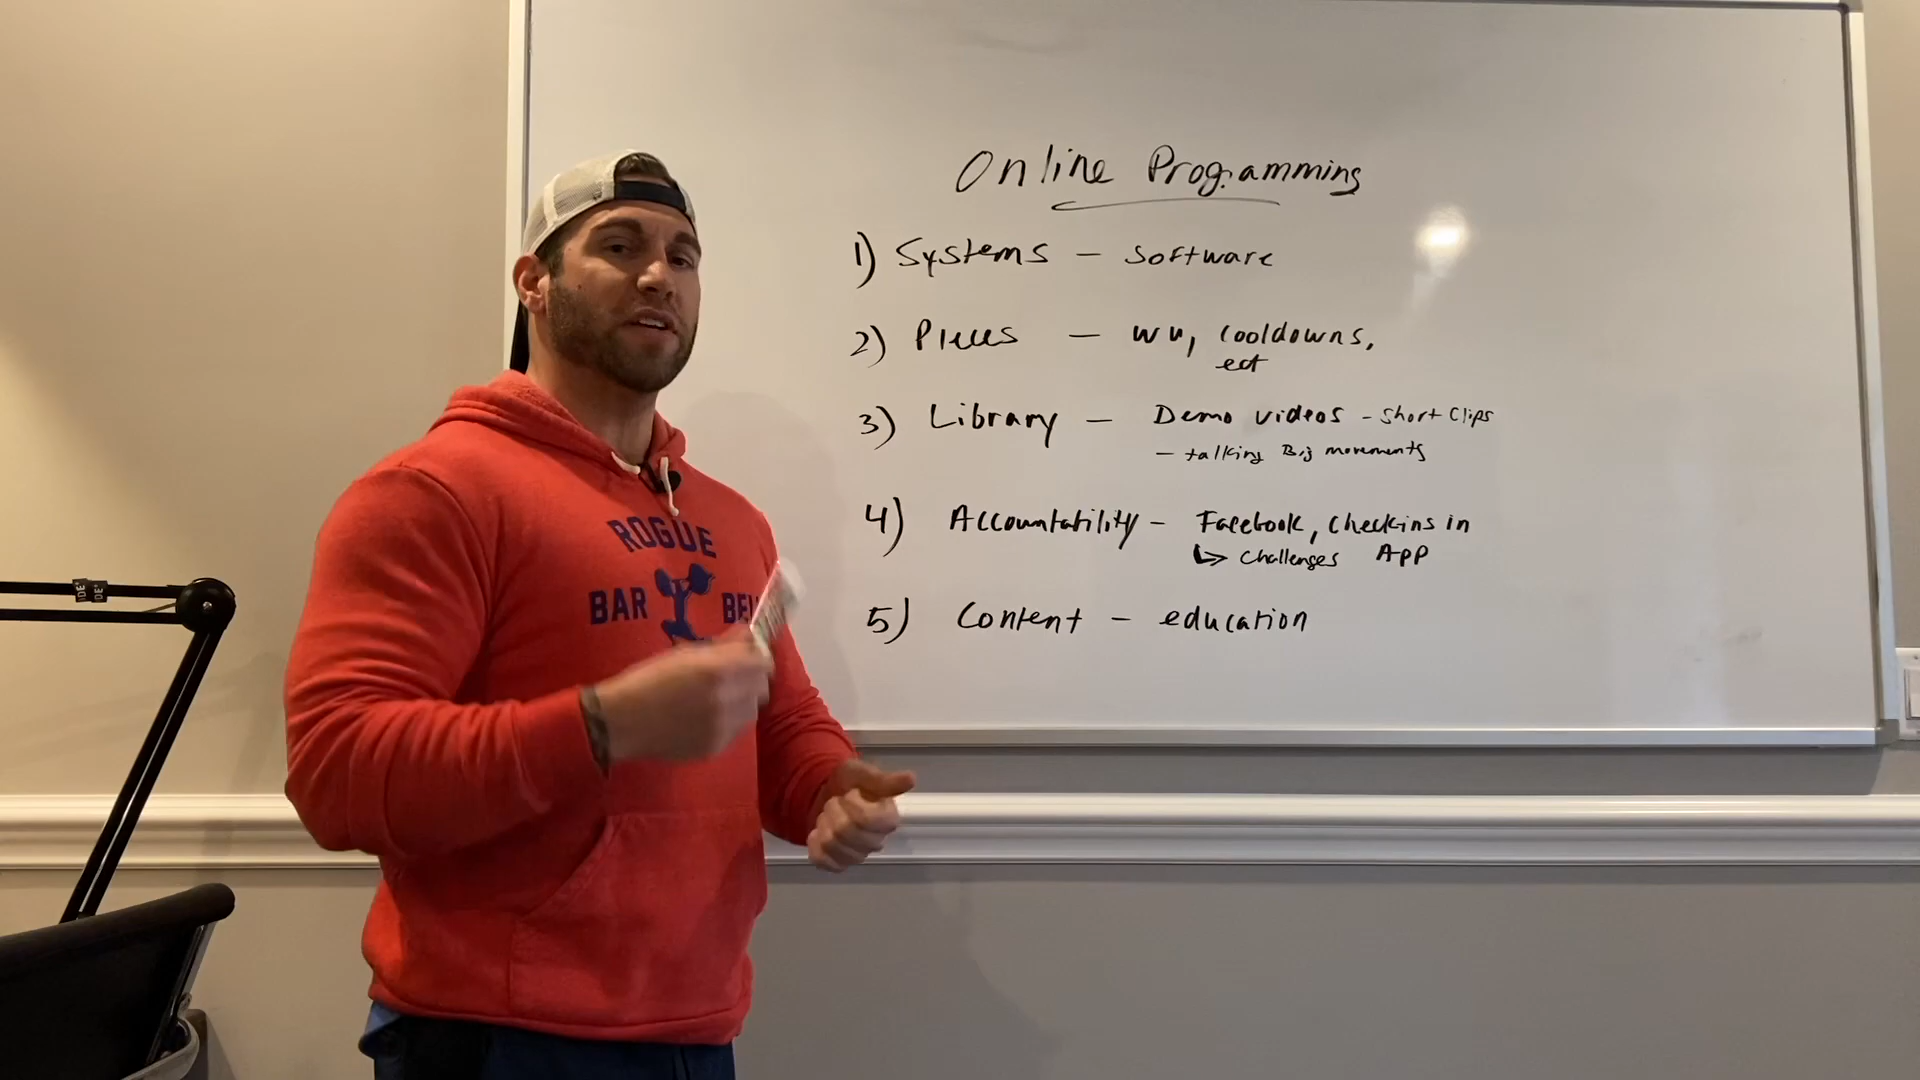 Online Programming
1) Systems - Software
2) Pieces - WU, Cooldowns,
ect
3) Library - Demo videos - Short Clips
- talking Big movements
4) Accountability - Facebook, Checkins in
↳ Challenges APP
5) Content - education
ROGUE
BAR BELL